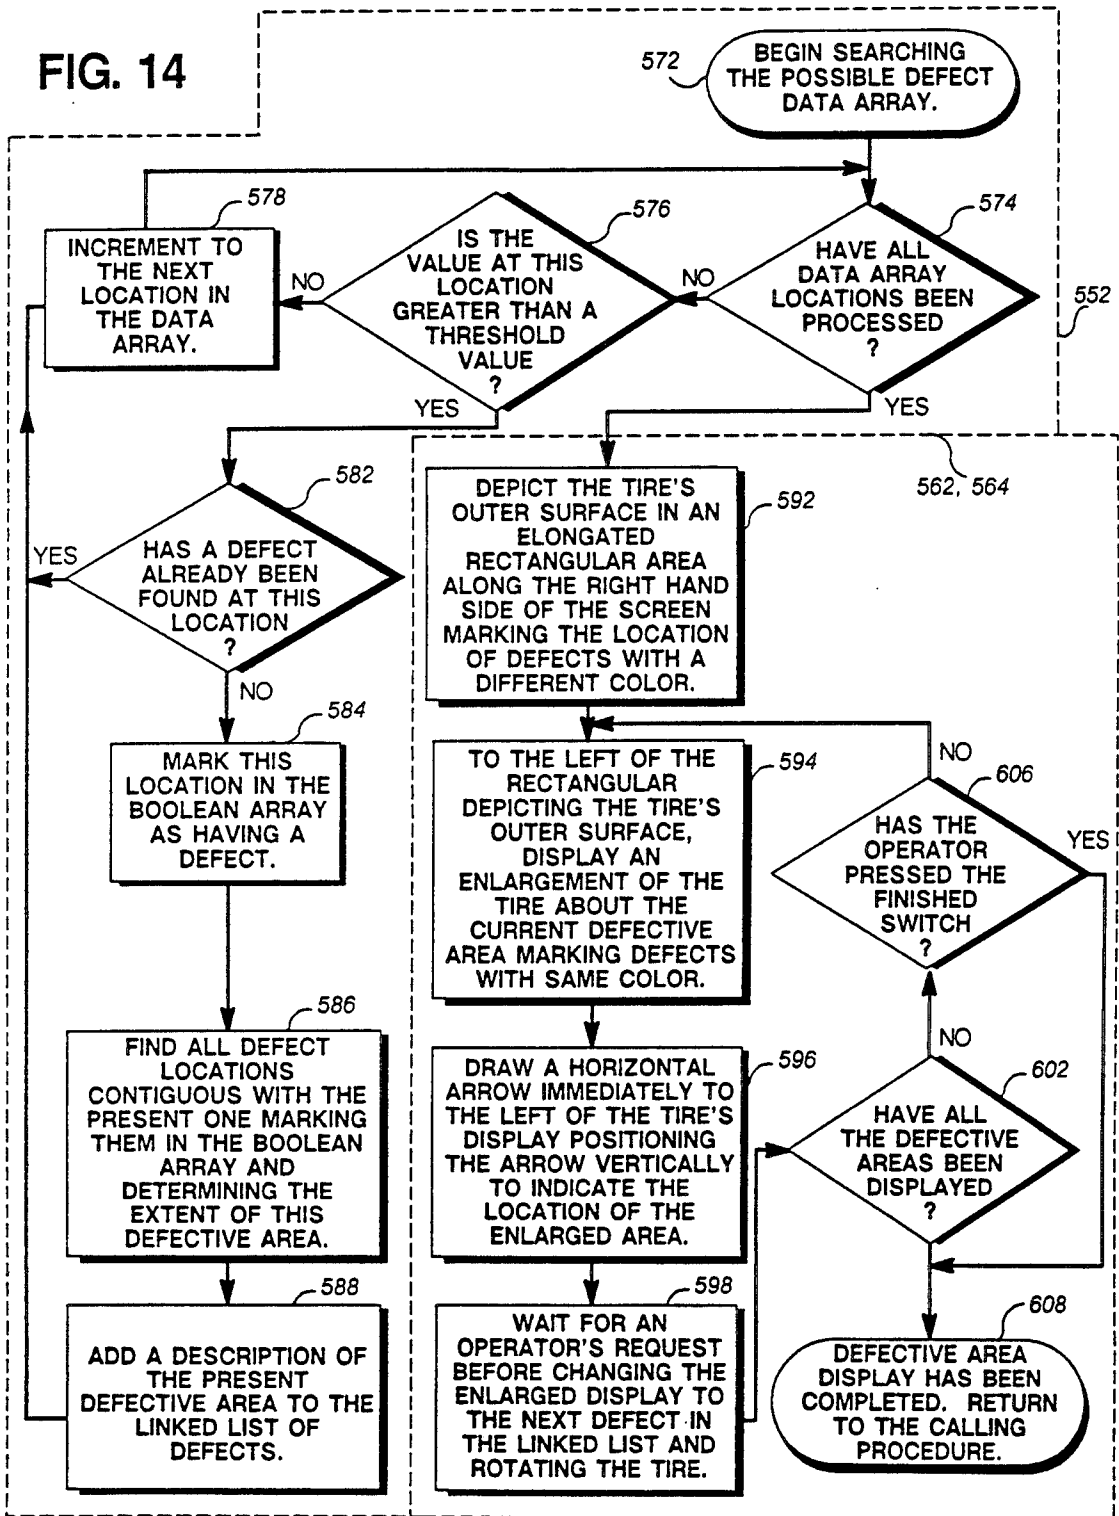 FIG. 14
572
BEGIN SEARCHING
THE POSSIBLE DEFECT
DATA ARRAY.
578
INCREMENT TO
THE NEXT
LOCATION IN
THE DATA
ARRAY.
NO
576
IS THE
VALUE AT THIS
LOCATION
GREATER THAN A
THRESHOLD
VALUE
?
NO
574
HAVE ALL
DATA ARRAY
LOCATIONS BEEN
PROCESSED
?
552
YES
YES
562, 564
582
YES
HAS A DEFECT
ALREADY BEEN
FOUND AT THIS
LOCATION
?
NO
584
MARK THIS
LOCATION IN THE
BOOLEAN ARRAY
AS HAVING A
DEFECT.
586
FIND ALL DEFECT
LOCATIONS
CONTIGUOUS WITH THE
PRESENT ONE MARKING
THEM IN THE BOOLEAN
ARRAY AND
DETERMINING THE
EXTENT OF THIS
DEFECTIVE AREA.
588
ADD A DESCRIPTION OF
THE PRESENT
DEFECTIVE AREA TO THE
LINKED LIST OF
DEFECTS.
592
DEPICT THE TIRE'S
OUTER SURFACE IN AN
ELONGATED
RECTANGULAR AREA
ALONG THE RIGHT HAND
SIDE OF THE SCREEN
MARKING THE LOCATION
OF DEFECTS WITH A
DIFFERENT COLOR.
594
TO THE LEFT OF THE
RECTANGULAR
DEPICTING THE TIRE'S
OUTER SURFACE,
DISPLAY AN
ENLARGEMENT OF THE
TIRE ABOUT THE
CURRENT DEFECTIVE
AREA MARKING DEFECTS
WITH SAME COLOR.
596
DRAW A HORIZONTAL
ARROW IMMEDIATELY TO
THE LEFT OF THE TIRE'S
DISPLAY POSITIONING
THE ARROW VERTICALLY
TO INDICATE THE
LOCATION OF THE
ENLARGED AREA.
598
WAIT FOR AN
OPERATOR'S REQUEST
BEFORE CHANGING THE
ENLARGED DISPLAY TO
THE NEXT DEFECT IN
THE LINKED LIST AND
ROTATING THE TIRE.
NO
606
HAS THE
OPERATOR
PRESSED THE
FINISHED
SWITCH
?
YES
NO
602
HAVE ALL
THE DEFECTIVE
AREAS BEEN
DISPLAYED
?
608
DEFECTIVE AREA
DISPLAY HAS BEEN
COMPLETED. RETURN
TO THE CALLING
PROCEDURE.